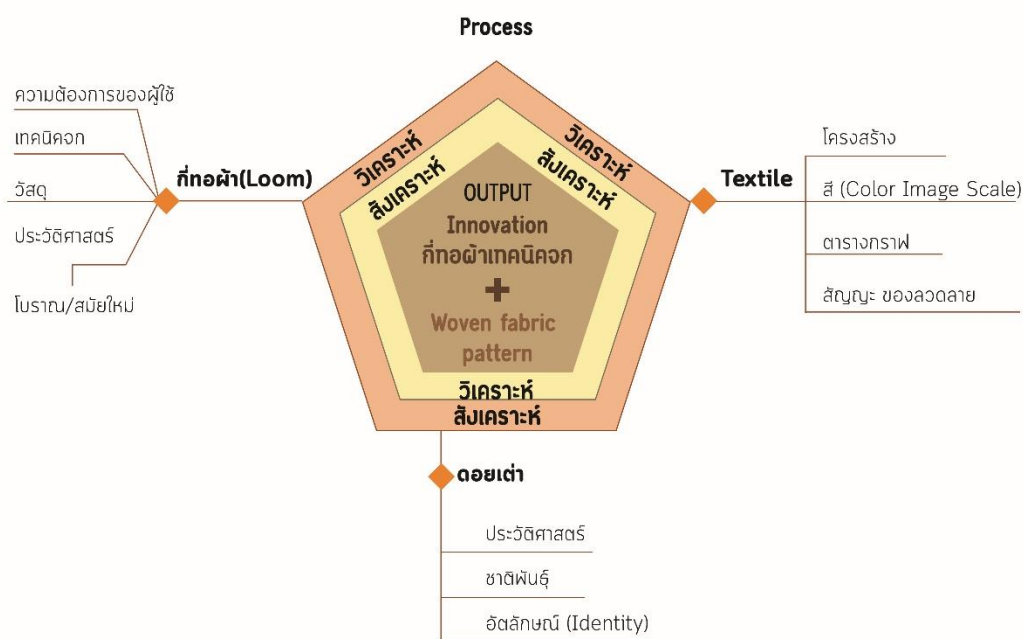 Process
ความต้องการของผู้ใช้
เทคนิคจก
วัสดุ
ประวัติศาสตร์
โบราณ/สมัยใหม่
กี่ทอผ้า(Loom)
วิเคราะห์
สังเคราะห์
วิเคราะห์
สังเคราะห์
OUTPUT
Innovation
กี่ทอผ้าเทคนิคจก
+
Woven fabric
pattern
วิเคราะห์
สังเคราะห์
Textile
โครงสร้าง
สี (Color Image Scale)
ตารางกราฟ
สัญญะ ของลวดลาย
ดอยเต่า
ประวัติศาสตร์
ชาติพันธุ์
อัตลักษณ์ (Identity)